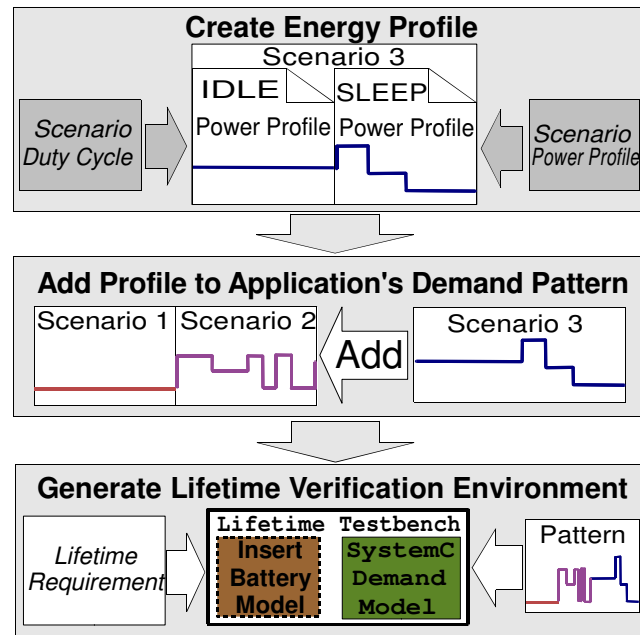 Create Energy Profile
Scenario 3
IDLE
SLEEP
Power Profile
Power Profile
Scenario
Duty Cycle
Scenario
Power Profile
Add Profile to Application's Demand Pattern
Scenario 1
Scenario 2
Add
Scenario 3
Generate Lifetime Verification Environment
Lifetime
Requirement
Lifetime Testbench
Insert
Battery
Model
SystemC
Demand
Model
Pattern